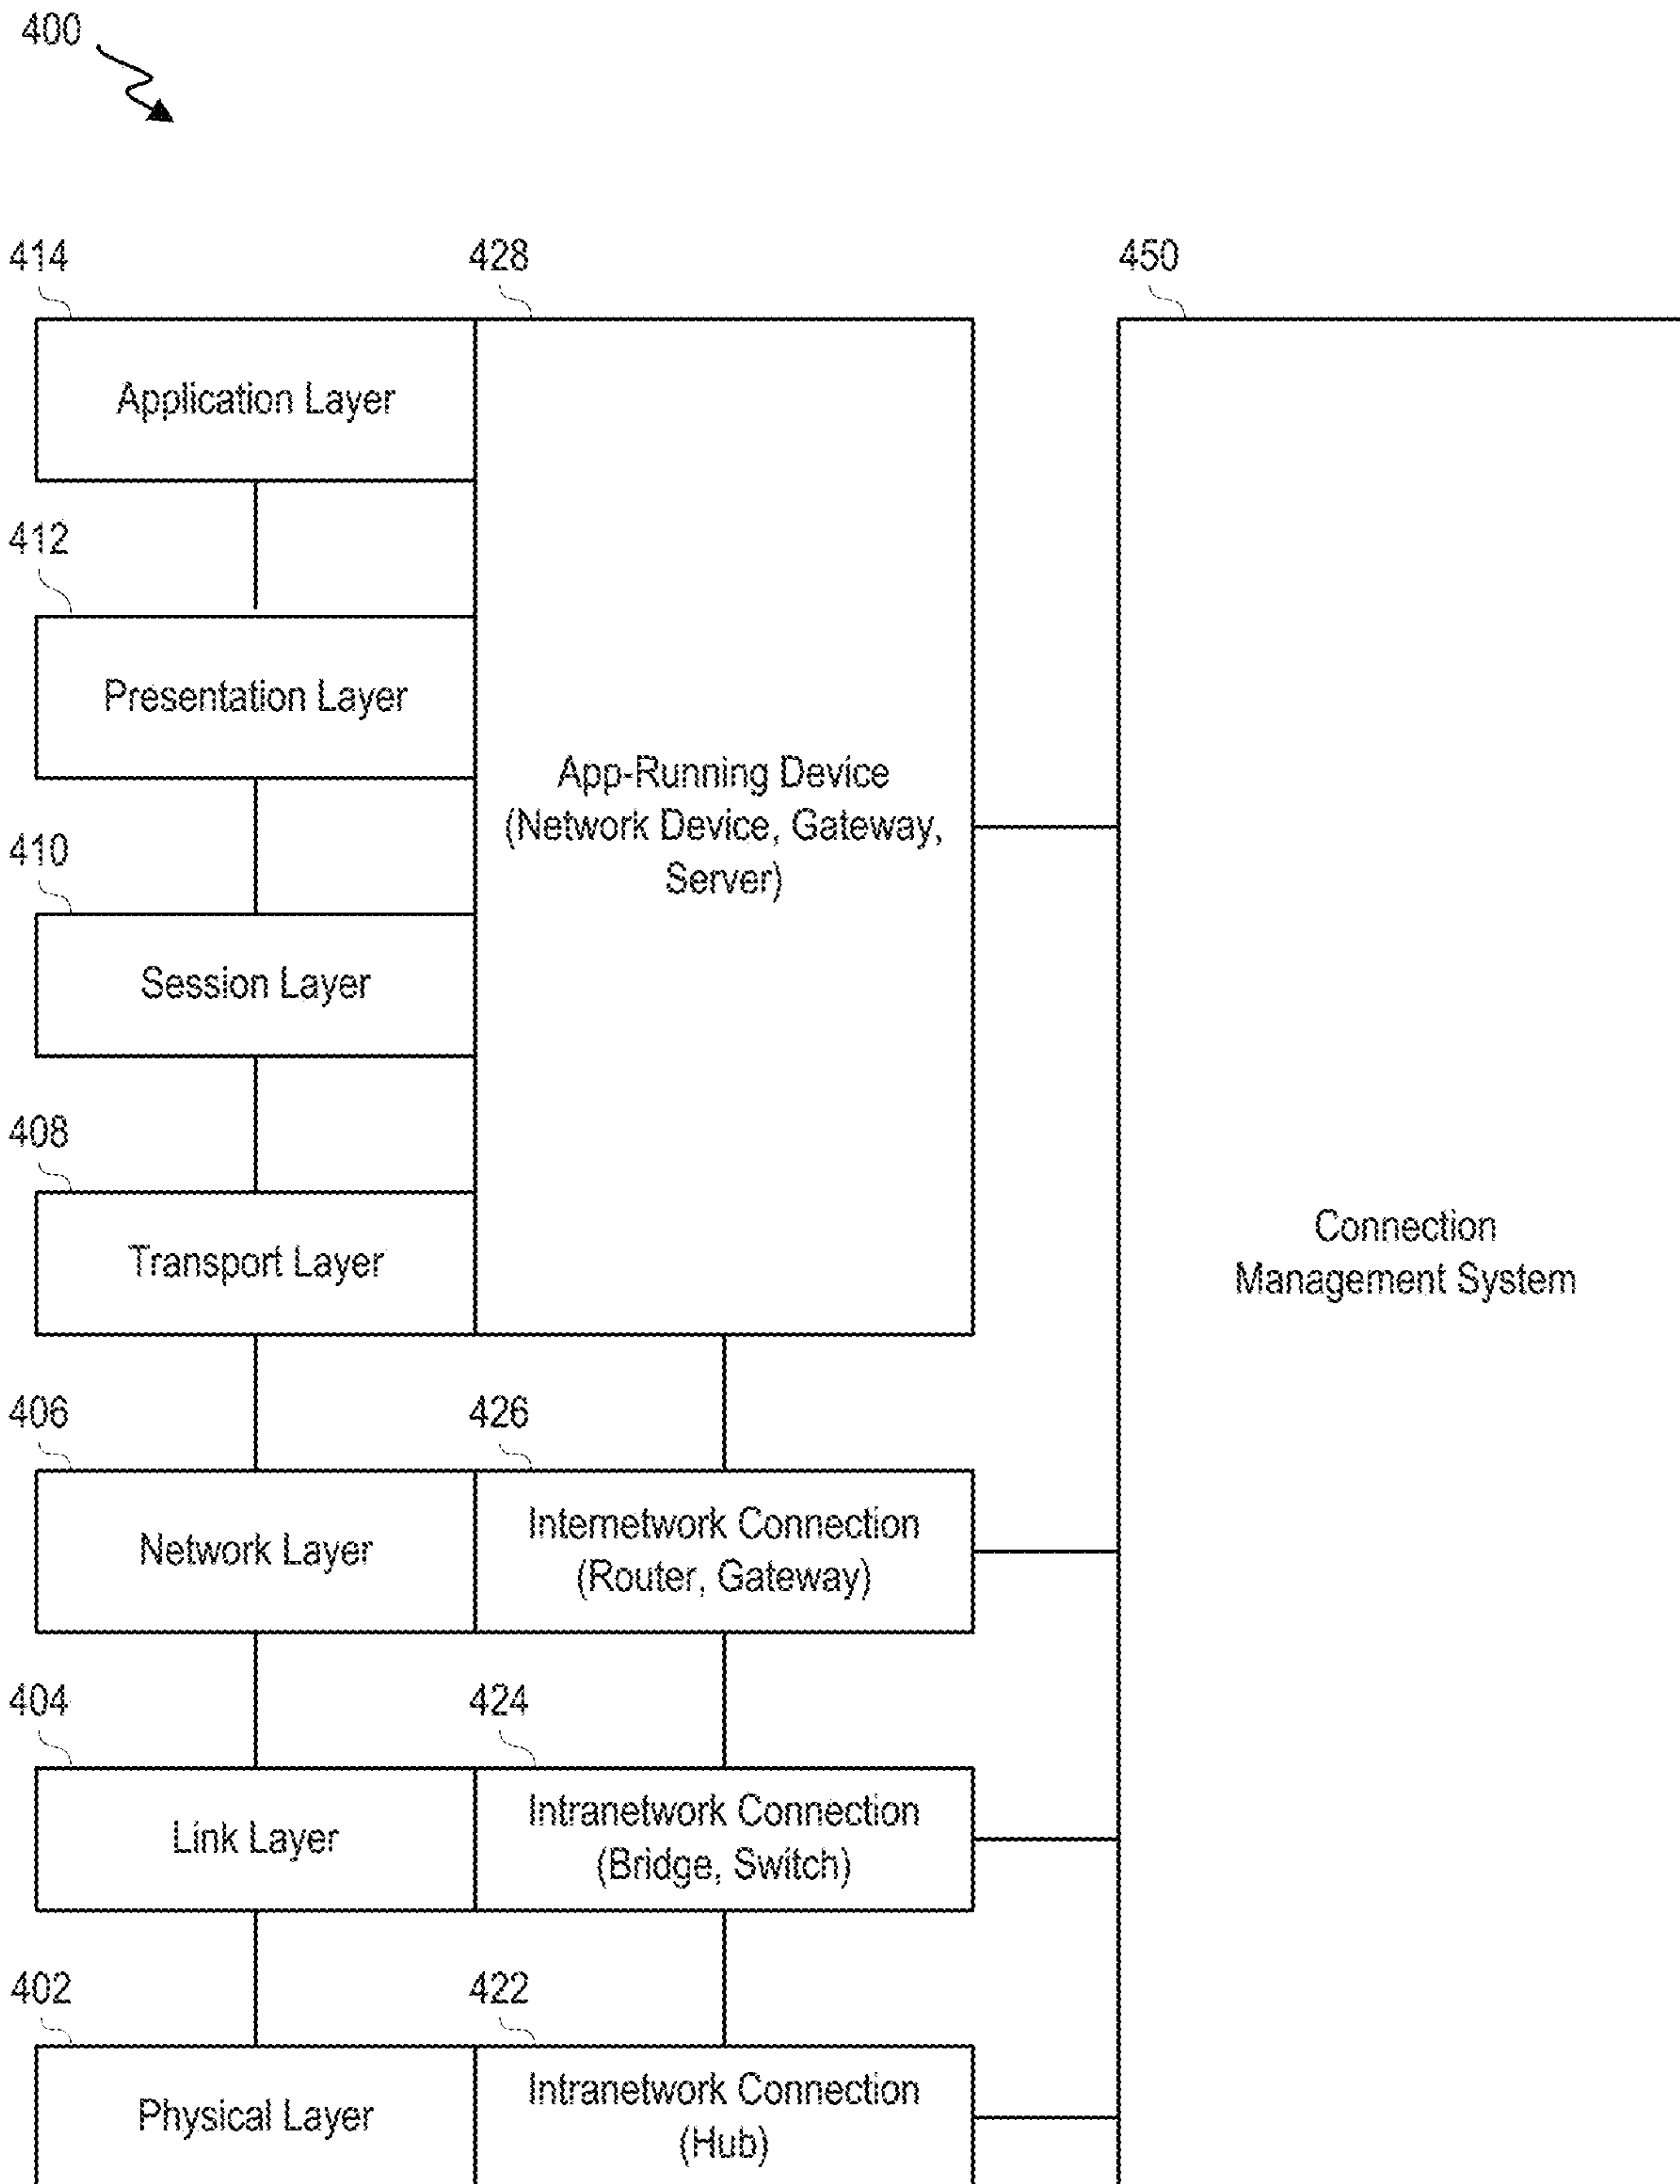 400
414
428
450
Application Layer
412
Presentation Layer
App-Running Device
(Network Device, Gateway,
Server)
410
Session Layer
408
Transport Layer
Connection
Management System
406
426
Network Layer
Internetwork Connection
(Router, Gateway)
404
424
Link Layer
Intranetwork Connection
(Bridge, Switch)
402
422
Physical Layer
Intranetwork Connection
(Hub)